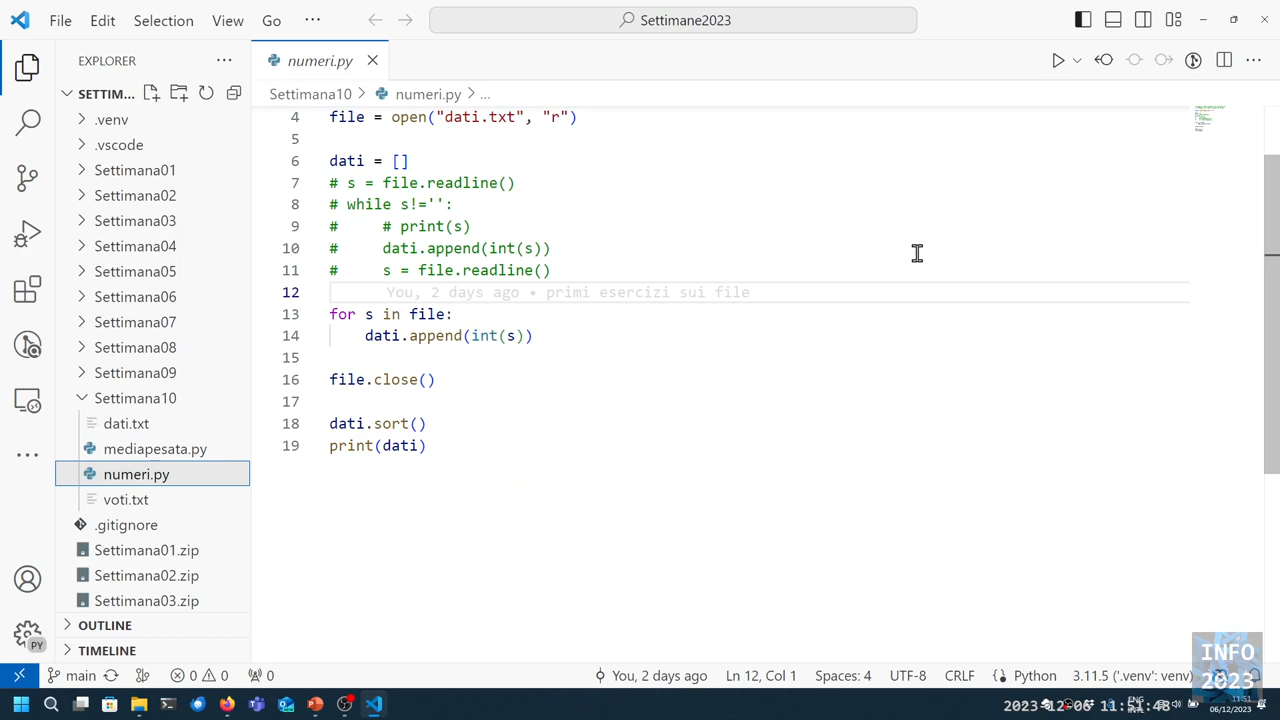 File Edit Selection View Go ··· Settimane2023
EXPLORER ···
numeri.py
SETTIM...
Settimana10 > numeri.py > ...
.venv
.vscode
Settimana01
Settimana02
Settimana03
Settimana04
Settimana05
Settimana06
Settimana07
Settimana08
Settimana09
Settimana10
dati.txt
mediapesata.py
numeri.py
voti.txt
.gitignore
Settimana01.zip
Settimana02.zip
Settimana03.zip
OUTLINE
TIMELINE
4 file = open("dati.txt", "r")
5
6 dati = []
7 # s = file.readline()
8 # while s!='':
9 #     # print(s)
10 #     dati.append(int(s))
11 #     s = file.readline()
12 You, 2 days ago • primi esercizi sui file
13 for s in file:
14     dati.append(int(s))
15
16 file.close()
17
18 dati.sort()
19 print(dati)
PY
main 0 0 0 You, 2 days ago Ln 12, Col 1 Spaces: 4 UTF-8 CRLF Python 3.11.5 ('.venv': venv)
INFO
2023
ENG
11:51
06/12/2023